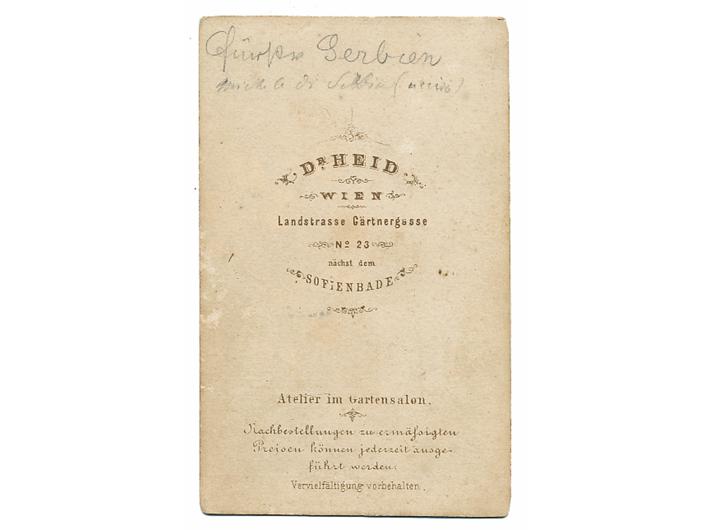 Fürst v Serbien
DR. HEID
WIEN
Landstrasse Gärtnergasse
No 23
nächst dem
SOFIENBADE
Atelier im Gartensalon.
Nachbestellungen zu ermäſsigten
Preisen können jederzeit ausge-
führt werden.
Vervielfältigung vorbehalten.